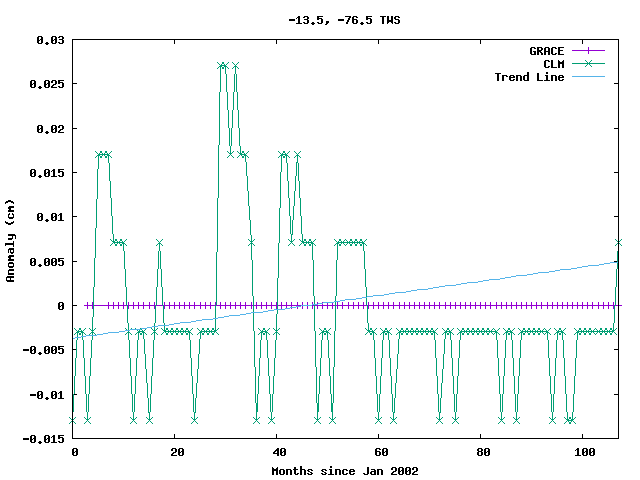 -13.5, -76.5 TWS
GRACE
CLM
Trend Line
0.03
0.025
0.02
0.015
0.01
0.005
0
-0.005
-0.01
-0.015
Anomaly (cm)
0 20 40 60 80 100
Months since Jan 2002